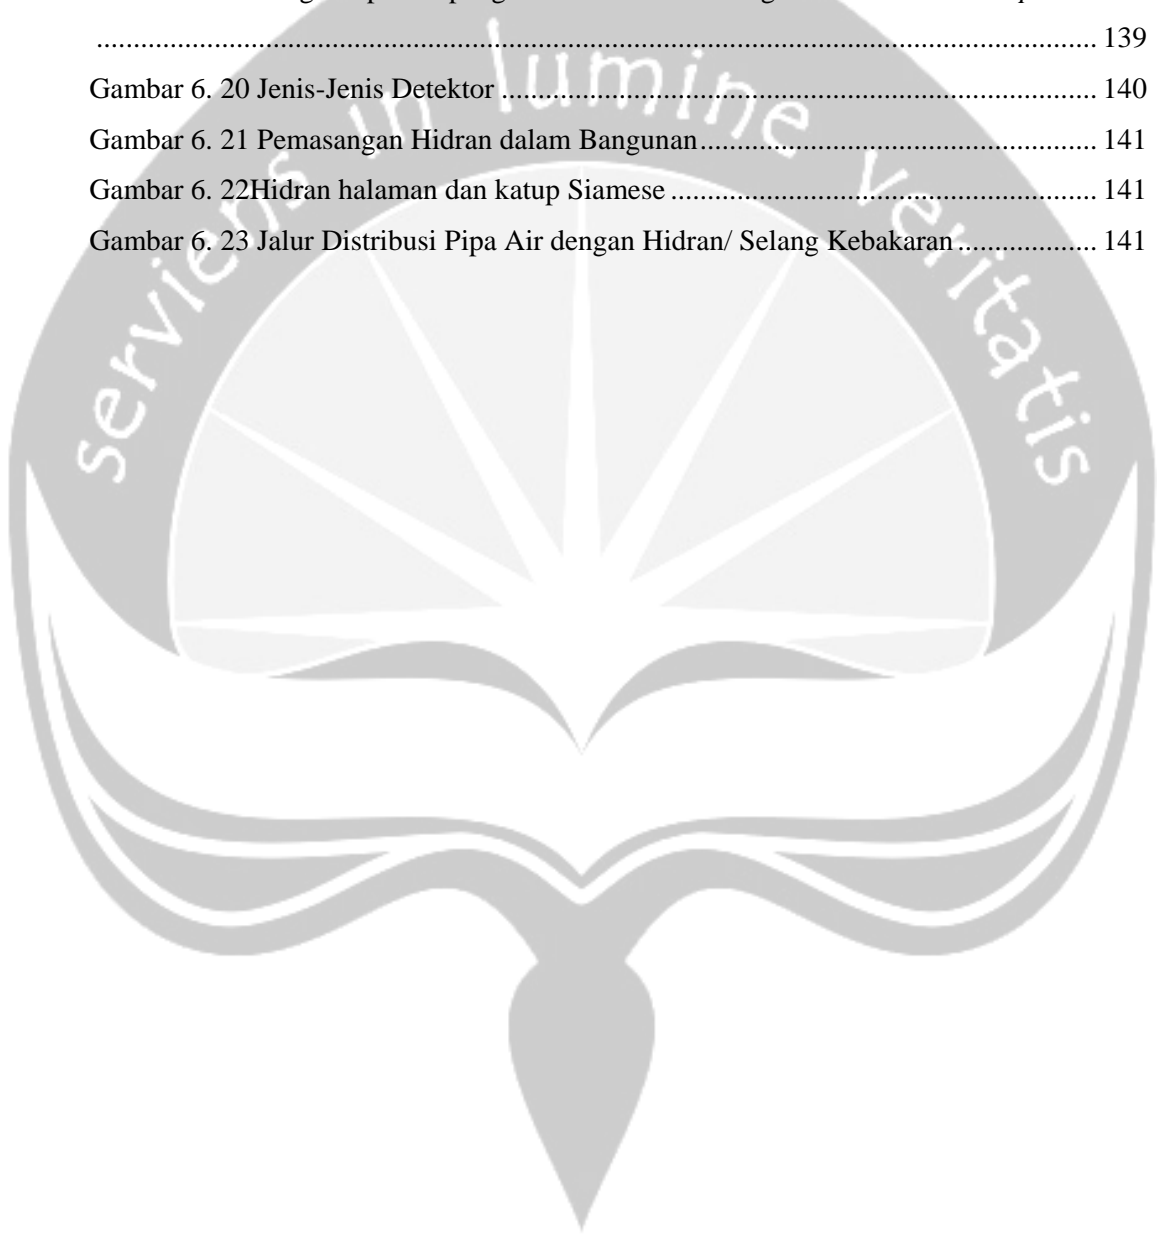 ......................................................................................................................................... 139
Gambar 6. 20 Jenis-Jenis Detektor ................................................................................. 140
Gambar 6. 21 Pemasangan Hidran dalam Bangunan...................................................... 141
Gambar 6. 22Hidran halaman dan katup Siamese .......................................................... 141
Gambar 6. 23 Jalur Distribusi Pipa Air dengan Hidran/ Selang Kebakaran ................... 141
serviens in lumine veritatis